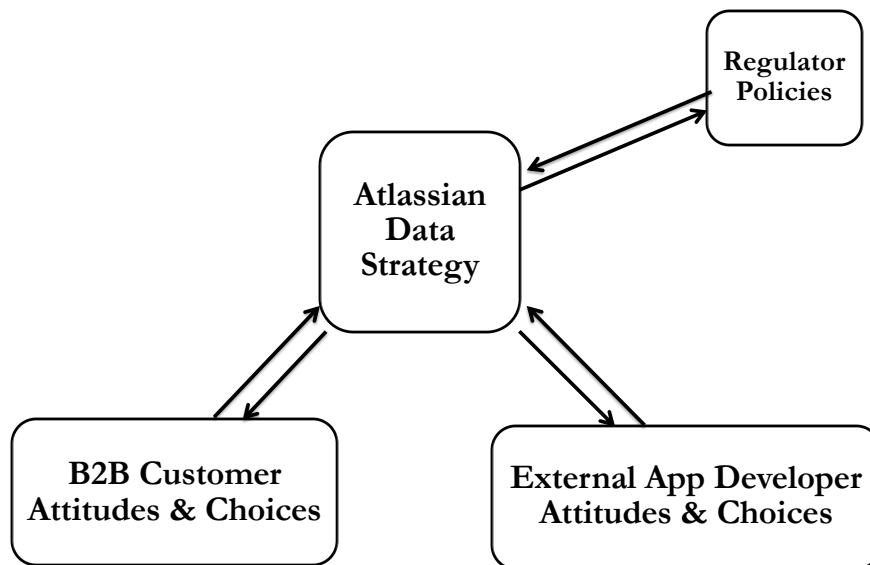 Regulator
Policies
Atlassian
Data
Strategy
B2B Customer
Attitudes & Choices
External App Developer
Attitudes & Choices